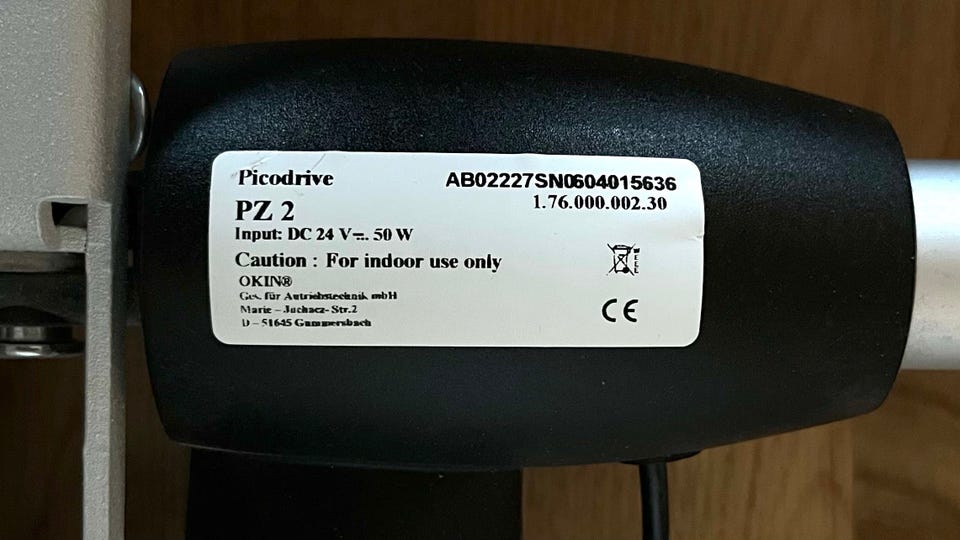 Picodrive
AB02227SN0604015636
PZ 2
1.76.000.002.30
Input: DC 24 V⎓. 50 W
Caution : For indoor use only
OKIN®
Ges. für Antriebstechnik mbH
Marie – Juchacz- Str.2
D – 51645 Gummersbach
WEEE
CE